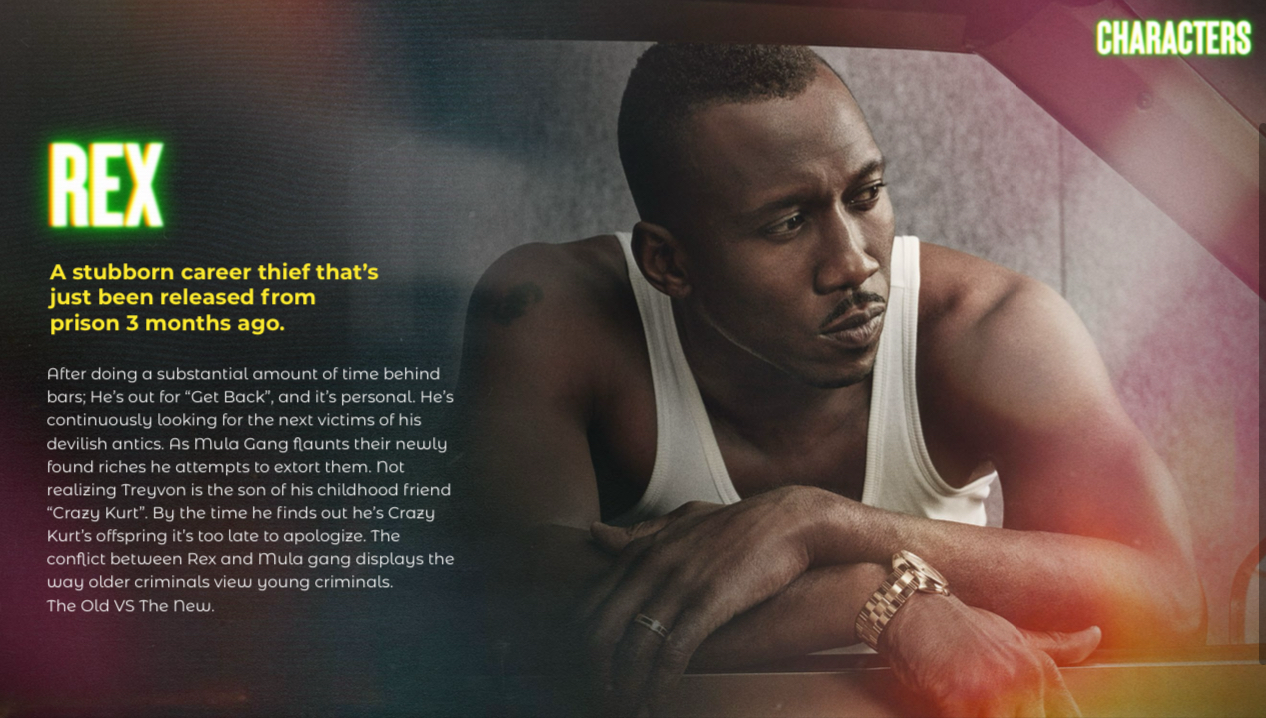 CHARACTERS
REX
A stubborn career thief that’s
just been released from
prison 3 months ago.
After doing a substantial amount of time behind
bars; He’s out for “Get Back”, and it’s personal. He’s
continuously looking for the next victims of his
devilish antics. As Mula Gang flaunts their newly
found riches he attempts to extort them. Not
realizing Treyvon is the son of his childhood friend
“Crazy Kurt”. By the time he finds out he’s Crazy
Kurt’s offspring it’s too late to apologize. The
conflict between Rex and Mula gang displays the
way older criminals view young criminals.
The Old VS The New.